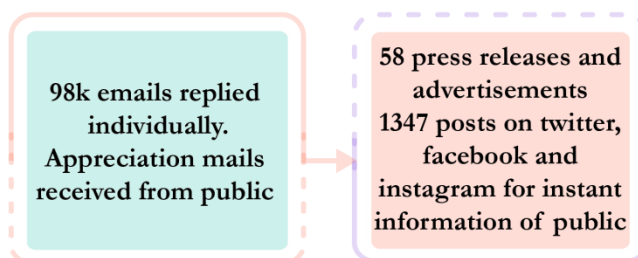 98k emails replied
individually.
Appreciation mails
received from public
58 press releases and
advertisements
1347 posts on twitter,
facebook and
instagram for instant
information of public